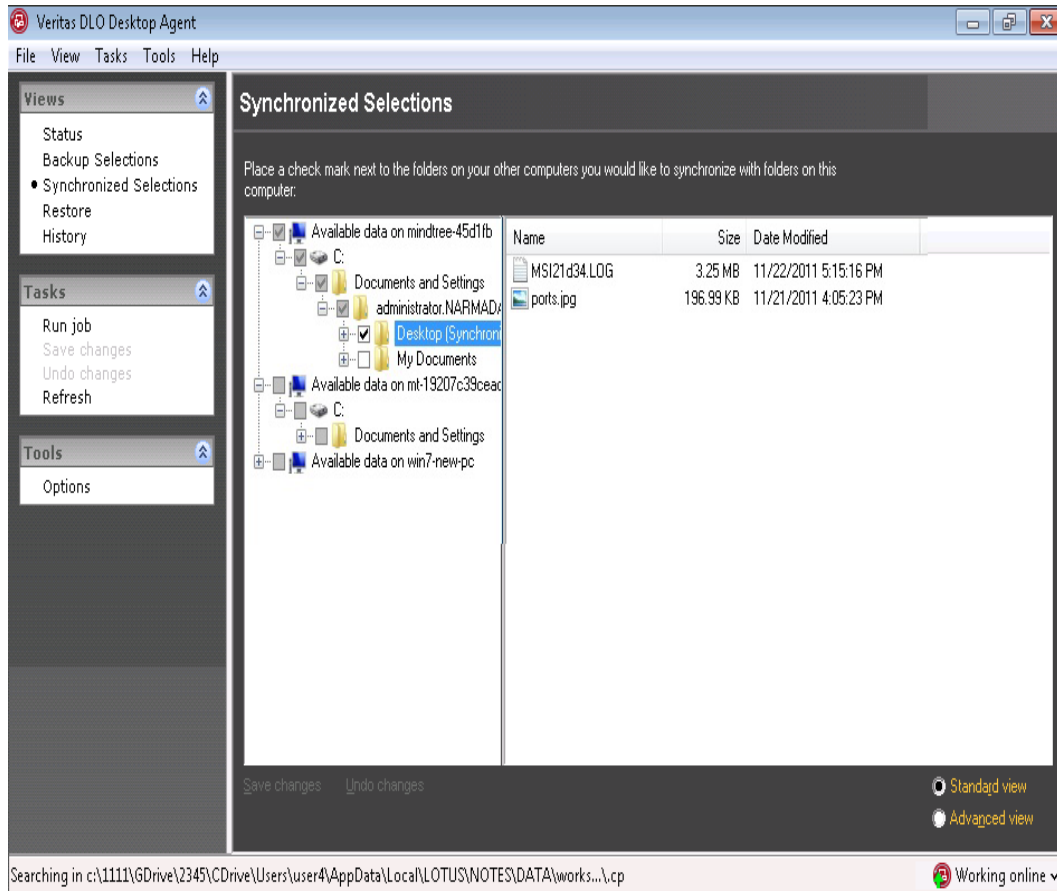 Veritas DLO Desktop Agent
File View Tasks Tools Help
Views
Status
Backup Selections
Synchronized Selections
Restore
History
Tasks
Run job
Save changes
Undo changes
Refresh
Tools
Options
Synchronized Selections
Place a check mark next to the folders on your other computers you would like to synchronize with folders on this
computer:
Available data on mindtree-45d1fb
C:
Documents and Settings
administrator.NARMADA
Desktop (Synchroni
My Documents
Available data on mt-19207c39ceac
C:
Documents and Settings
Available data on win7-new-pc
Name Size Date Modified
MSI21d34.LOG 3.25 MB 11/22/2011 5:15:16 PM
ports.jpg 196.99 KB 11/21/2011 4:05:23 PM
Save changes Undo changes
Standard view
Advanced view
Searching in c:\1111\GDrive\2345\CDrive\Users\user4\AppData\Local\LOTUS\NOTES\DATA\works...\.cp
Working online